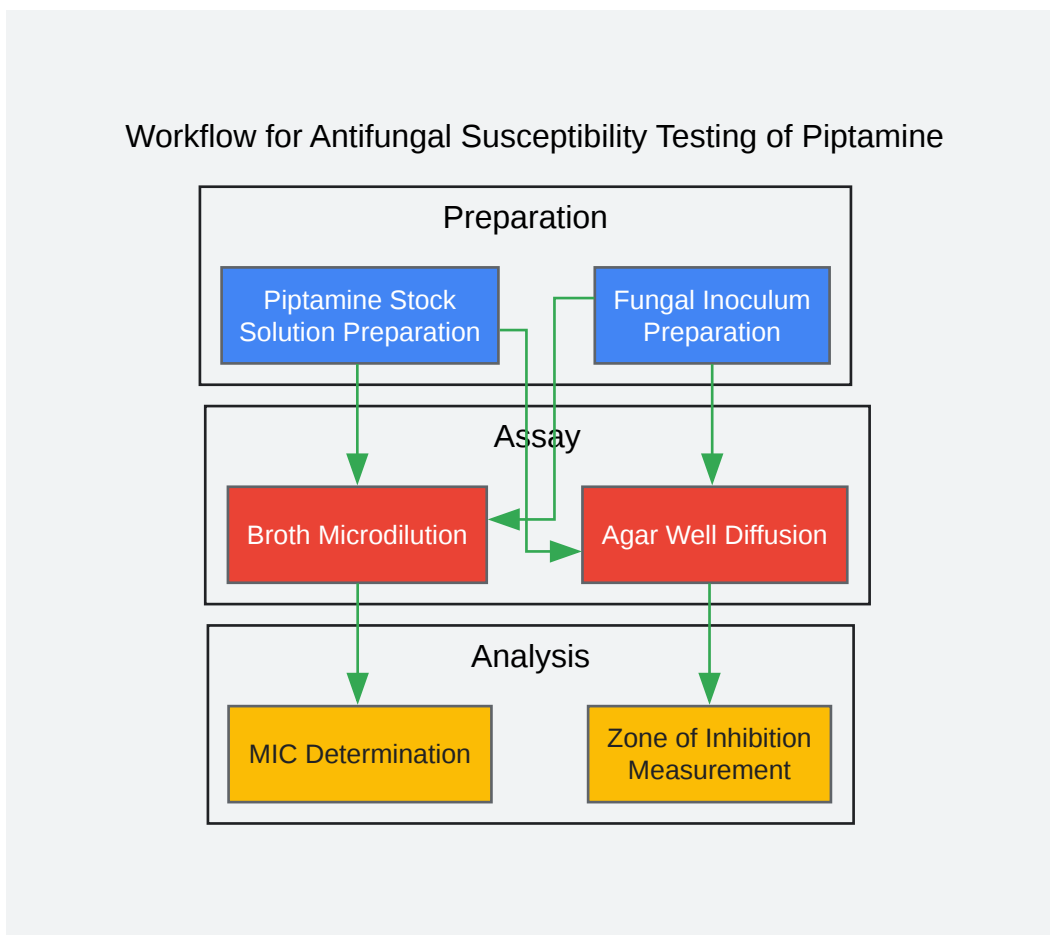 Workflow for Antifungal Susceptibility Testing of Piptamine
Preparation
Piptamine Stock
Solution Preparation
Fungal Inoculum
Preparation
Assay
Broth Microdilution
Agar Well Diffusion
Analysis
MIC Determination
Zone of Inhibition
Measurement